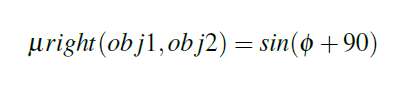 μright(obj1,obj2) = sin(ϕ+90)